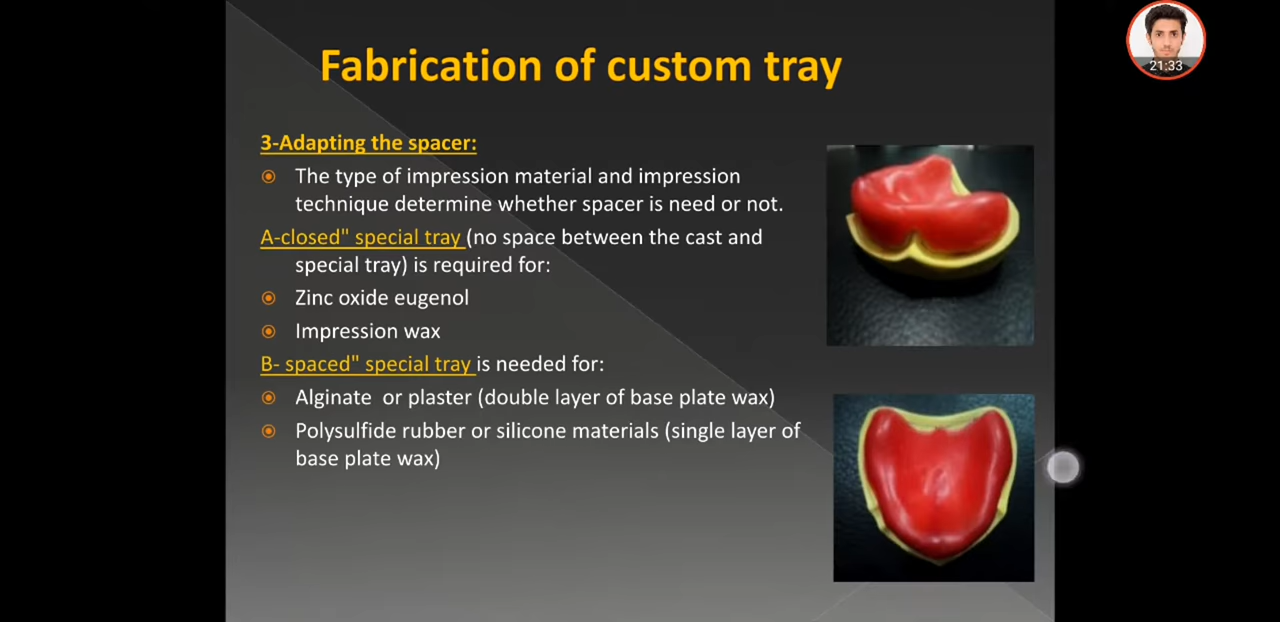 Fabrication of custom tray
21:33
3-Adapting the spacer:
The type of impression material and impression
technique determine whether spacer is need or not.
A-closed" special tray (no space between the cast and
special tray) is required for:
Zinc oxide eugenol
Impression wax
B- spaced" special tray is needed for:
Alginate or plaster (double layer of base plate wax)
Polysulfide rubber or silicone materials (single layer of
base plate wax)